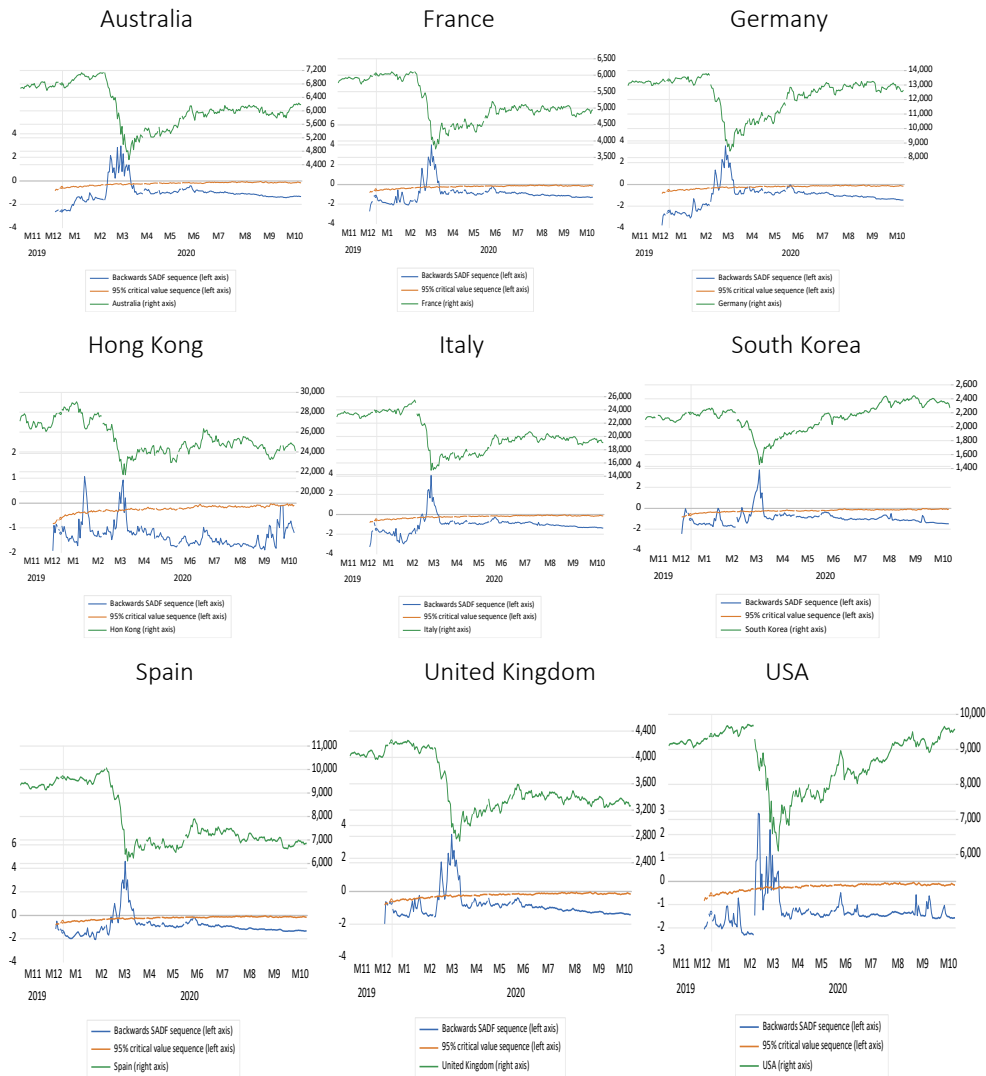 Australia
7,200
6,800
6,400
6,000
5,600
5,200
4,800
4,400
4
2
0
-2
-4
M11 M12 M1 M2 M3 M4 M5 M6 M7 M8 M9 M10
2019 2020
Backwards SADF sequence (left axis)
95% critical value sequence (left axis)
Australia (right axis)
France
6,500
6,000
5,500
5,000
4,500
4,000
3,500
4
2
0
-2
-4
M11 M12 M1 M2 M3 M4 M5 M6 M7 M8 M9 M10
2019 2020
Backwards SADF sequence (left axis)
95% critical value sequence (left axis)
France (right axis)
Germany
14,000
13,000
12,000
11,000
10,000
9,000
8,000
4
2
0
-2
-4
M11 M12 M1 M2 M3 M4 M5 M6 M7 M8 M9 M10
2019 2020
Backwards SADF sequence (left axis)
95% critical value sequence (left axis)
Germany (right axis)
Hong Kong
30,000
28,000
26,000
24,000
22,000
20,000
2
1
0
-1
-2
M11 M12 M1 M2 M3 M4 M5 M6 M7 M8 M9 M10
2019 2020
Backwards SADF sequence (left axis)
95% critical value sequence (left axis)
Hon Kong (right axis)
Italy
26,000
24,000
22,000
20,000
18,000
16,000
14,000
4
2
0
-2
-4
M11 M12 M1 M2 M3 M4 M5 M6 M7 M8 M9 M10
2019 2020
Backwards SADF sequence (left axis)
95% critical value sequence (left axis)
Italy (right axis)
South Korea
2,600
2,400
2,200
2,000
1,800
1,600
1,400
4
2
0
-2
-4
M11 M12 M1 M2 M3 M4 M5 M6 M7 M8 M9 M10
2019 2020
Backwards SADF sequence (left axis)
95% critical value sequence (left axis)
South Korea (right axis)
Spain
11,000
10,000
9,000
8,000
7,000
6,000
6
4
2
0
-2
-4
M11 M12 M1 M2 M3 M4 M5 M6 M7 M8 M9 M10
2019 2020
Backwards SADF sequence (left axis)
95% critical value sequence (left axis)
Spain (right axis)
United Kingdom
4,400
4,000
3,600
3,200
2,800
2,400
4
2
0
-2
-4
M11 M12 M1 M2 M3 M4 M5 M6 M7 M8 M9 M10
2019 2020
Backwards SADF sequence (left axis)
95% critical value sequence (left axis)
United Kingdom (right axis)
USA
10,000
9,000
8,000
7,000
6,000
3
2
1
0
-1
-2
-3
M11 M12 M1 M2 M3 M4 M5 M6 M7 M8 M9 M10
2019 2020
Backwards SADF sequence (left axis)
95% critical value sequence (left axis)
USA (right axis)